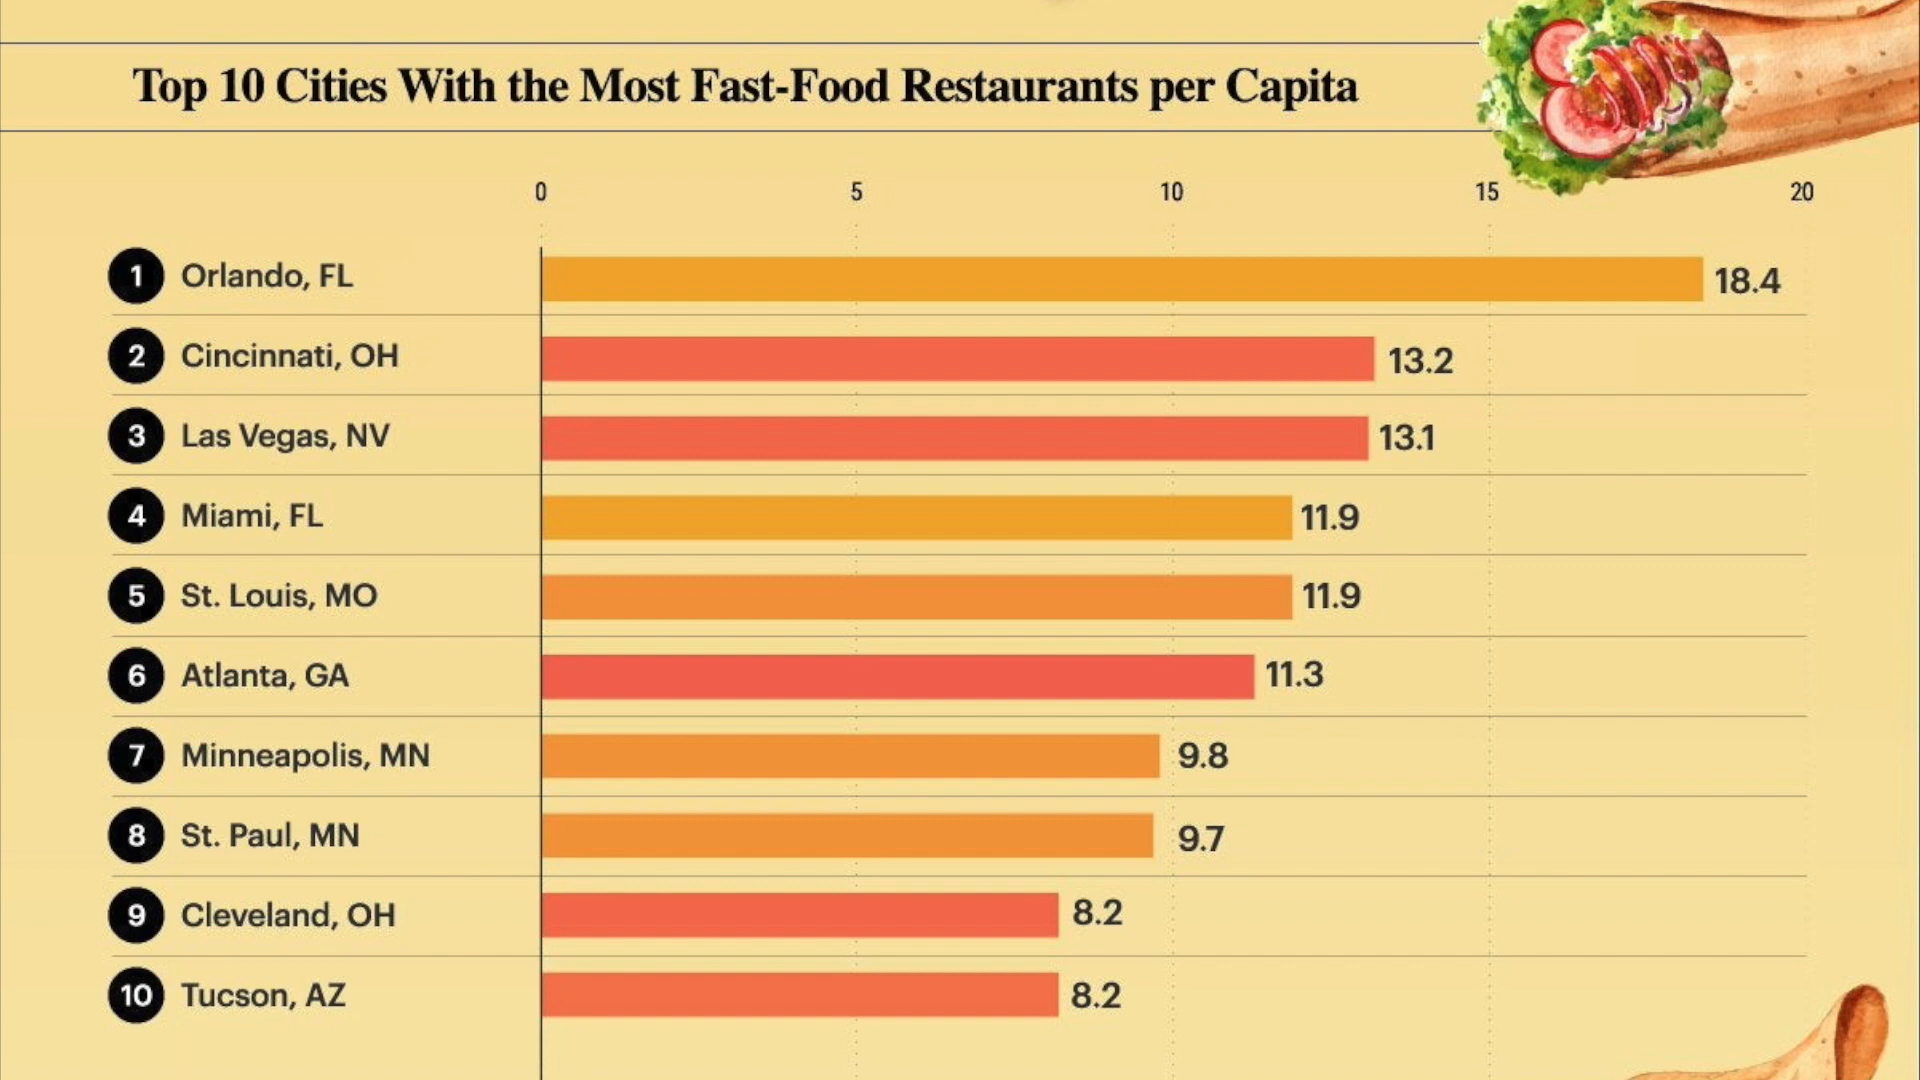 Top 10 Cities With the Most Fast-Food Restaurants per Capita
0 5 10 15 20
1 Orlando, FL 18.4
2 Cincinnati, OH 13.2
3 Las Vegas, NV 13.1
4 Miami, FL 11.9
5 St. Louis, MO 11.9
6 Atlanta, GA 11.3
7 Minneapolis, MN 9.8
8 St. Paul, MN 9.7
9 Cleveland, OH 8.2
10 Tucson, AZ 8.2